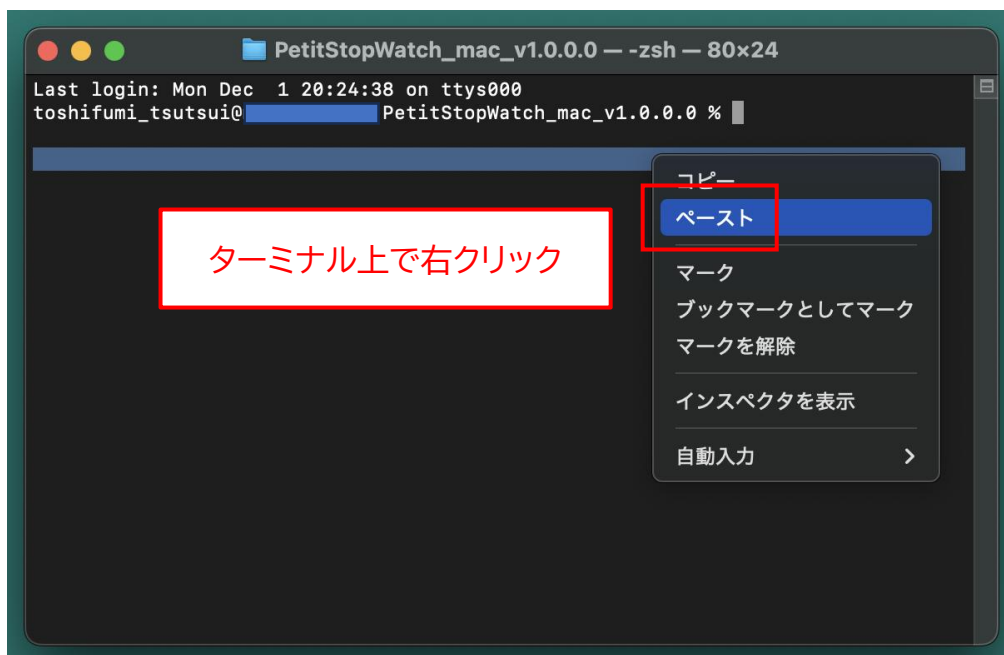 PetitStopWatch_mac_v1.0.0.0 — -zsh — 80×24
Last login: Mon Dec  1 20:24:38 on ttys000
toshifumi_tsutsui@ PetitStopWatch_mac_v1.0.0.0 %
コピー
ペースト
ターミナル上で右クリック
マーク
ブックマークとしてマーク
マークを解除
インスペクタを表示
自動入力